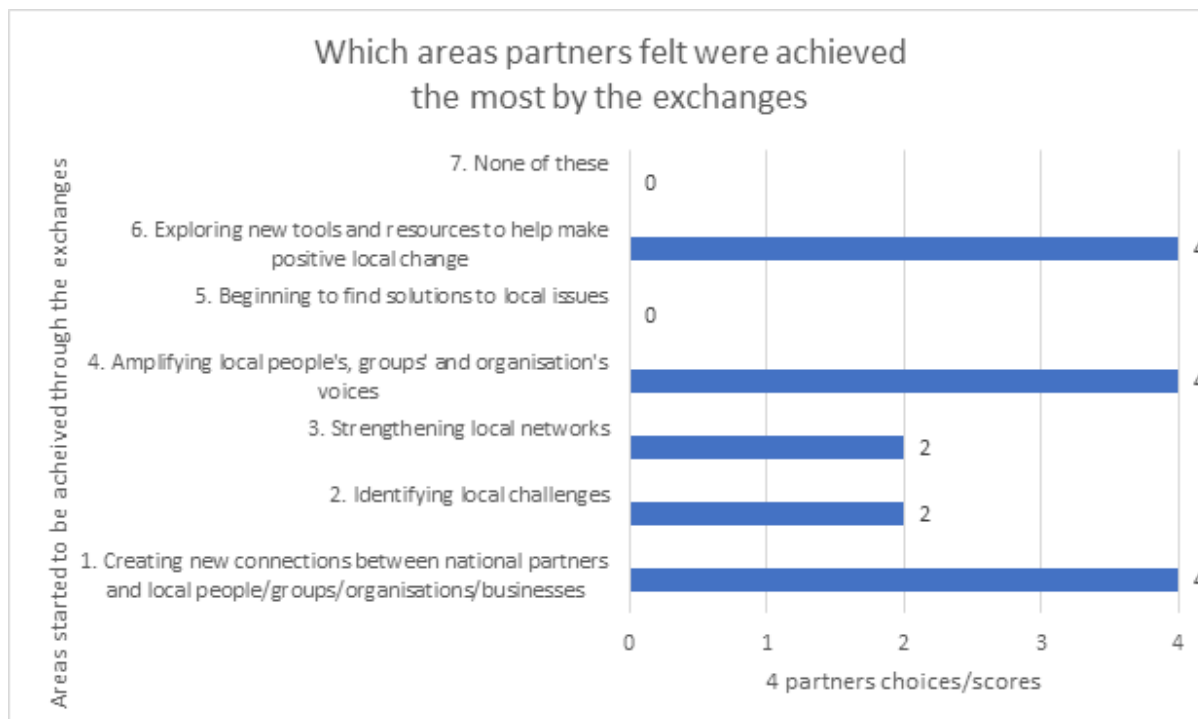 Which areas partners felt were achieved
the most by the exchanges
Areas started to be acheived through the exchanges
7. None of these
0
6. Exploring new tools and resources to help make
positive local change
4
5. Beginning to find solutions to local issues
0
4. Amplifying local people's, groups' and organisation's
voices
4
3. Strengthening local networks
2
2. Identifying local challenges
2
1. Creating new connections between national partners
and local people/groups/organisations/businesses
4
0 1 2 3 4
4 partners choices/scores